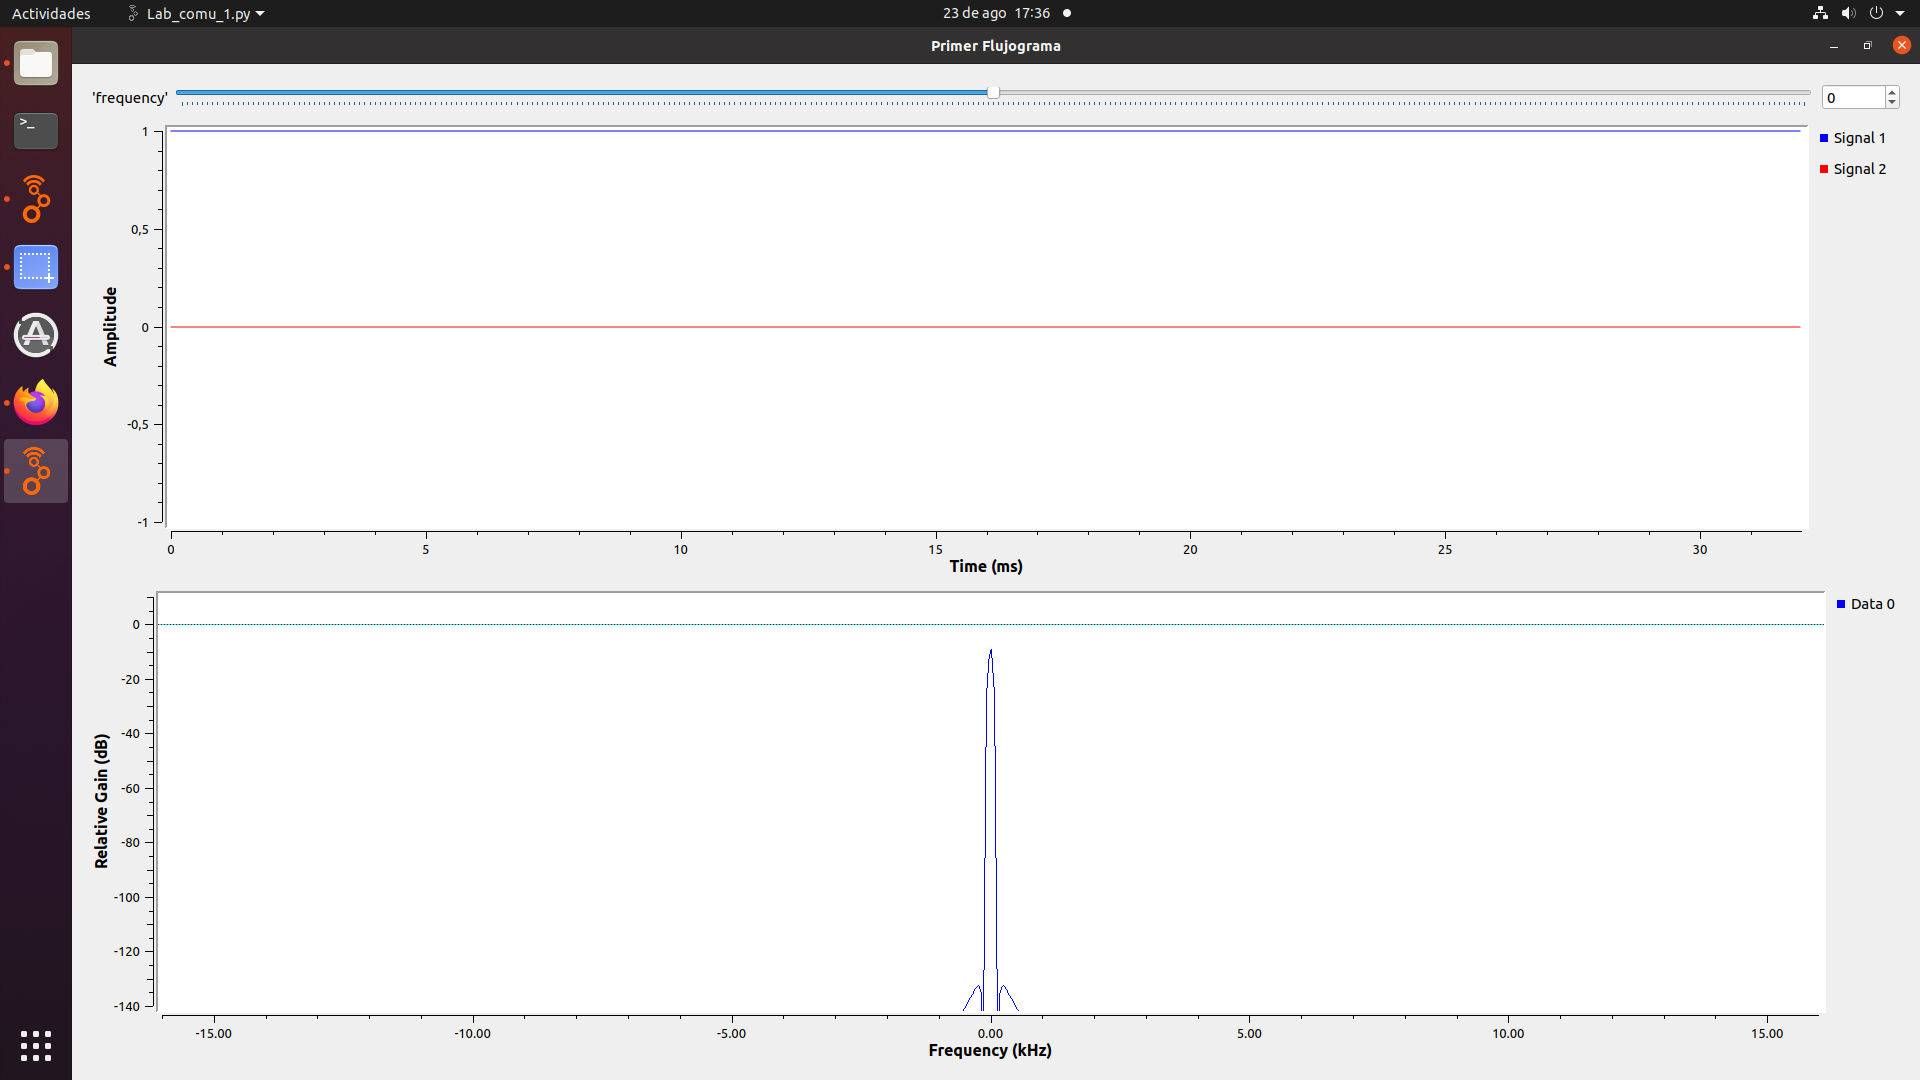 Actividades
Lab_comu_1.py
23 de ago 17:36
Primer Flujograma
'frequency'
0
1
0,5
0
-0,5
-1
Amplitude
0 5 10 15 20 25 30
Time (ms)
Signal 1
Signal 2
0
-20
-40
-60
-80
-100
-120
-140
Relative Gain (dB)
-15.00 -10.00 -5.00 0.00 5.00 10.00 15.00
Frequency (kHz)
Data 0